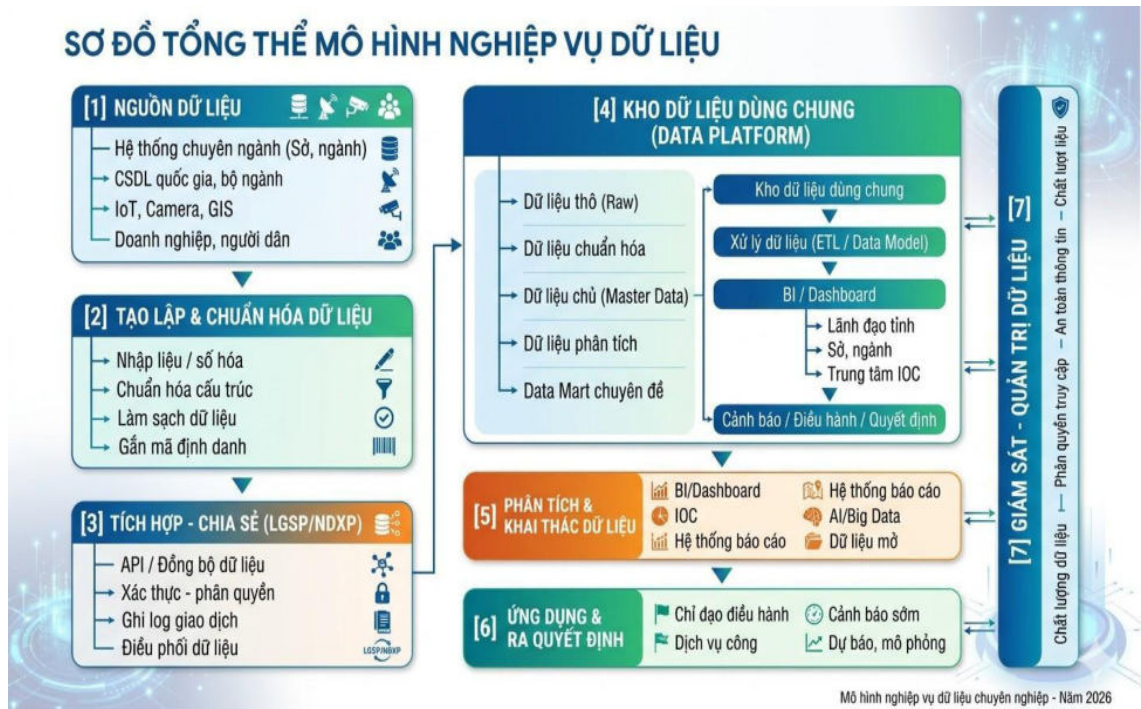 SƠ ĐỒ TỔNG THỂ MÔ HÌNH NGHIỆP VỤ DỮ LIỆU
[1] NGUỒN DỮ LIỆU
Hệ thống chuyên ngành (Sở, ngành)
CSDL quốc gia, bộ ngành
IoT, Camera, GIS
Doanh nghiệp, người dân
[2] TẠO LẬP & CHUẨN HÓA DỮ LIỆU
Nhập liệu / số hóa
Chuẩn hóa cấu trúc
Làm sạch dữ liệu
Gắn mã định danh
[3] TÍCH HỢP - CHIA SẺ (LGSP/NDXP)
API / Đồng bộ dữ liệu
Xác thực - phân quyền
Ghi log giao dịch
Điều phối dữ liệu
LGSP/NBXP
[4] KHO DỮ LIỆU DÙNG CHUNG
(DATA PLATFORM)
Dữ liệu thô (Raw)
Dữ liệu chuẩn hóa
Dữ liệu chủ (Master Data)
Dữ liệu phân tích
Data Mart chuyên đề
Kho dữ liệu dùng chung
Xử lý dữ liệu (ETL / Data Model)
BI / Dashboard
Lãnh đạo tỉnh
Sở, ngành
Trung tâm IOC
Cảnh báo / Điều hành / Quyết định
[5] PHÂN TÍCH &
KHAI THÁC DỮ LIỆU
BI/Dashboard
IOC
Hệ thống báo cáo
Hệ thống báo cáo
AI/Big Data
Dữ liệu mở
[6] ỨNG DỤNG &
RA QUYẾT ĐỊNH
Chỉ đạo điều hành
Dịch vụ công
Cảnh báo sớm
Dự báo, mô phỏng
[7] GIÁM SÁT - QUẢN TRỊ DỮ LIỆU [7]
Chất lượng dữ liệu — Phân quyền truy cập — An toàn thông tin — Chất lượt liệu
Mô hình nghiệp vụ dữ liệu chuyên nghiệp - Năm 2026